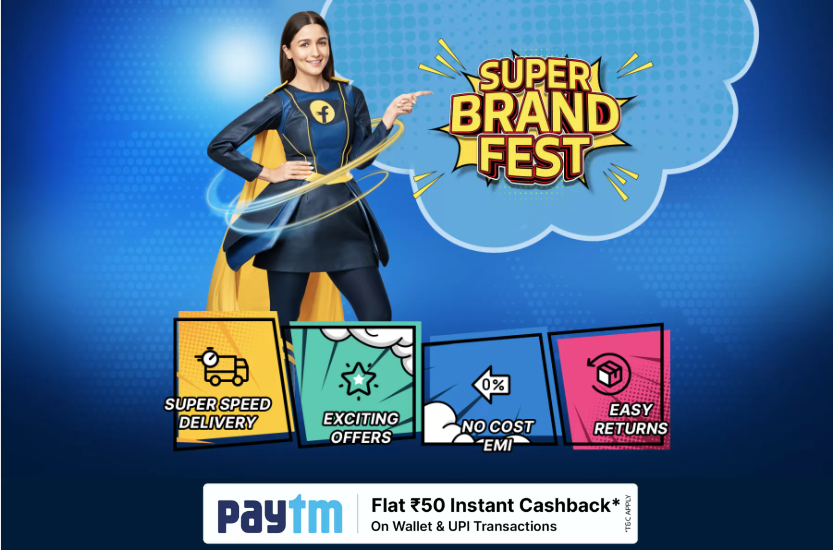 f
SUPER
BRAND
FEST
SUPER SPEED
DELIVERY
EXCITING
OFFERS
0%
NO COST
EMI
EASY
RETURNS
paytm
Flat ₹50 Instant Cashback*
On Wallet & UPI Transactions
*T&C APPLY